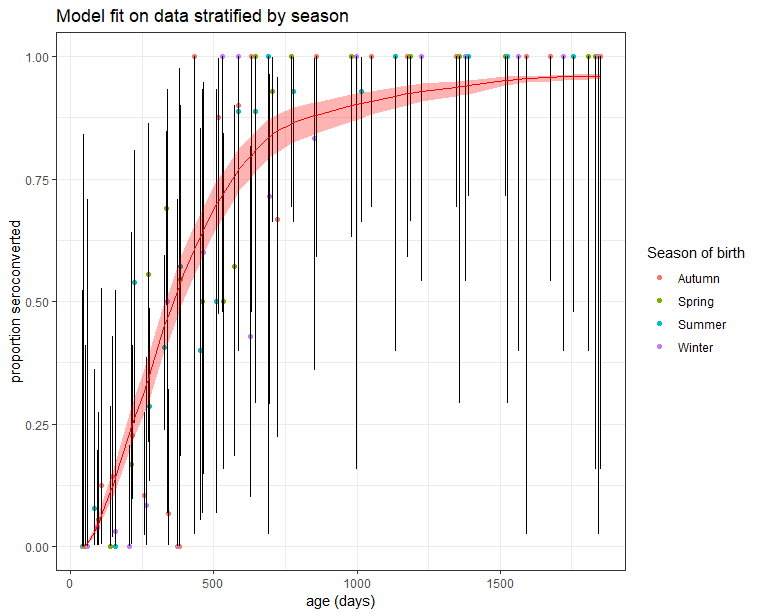 Model fit on data stratified by season
1.00
0.75
0.50
0.25
0.00
proportion seroconverted
0
500
1000
1500
age (days)
Season of birth
Autumn
Spring
Summer
Winter